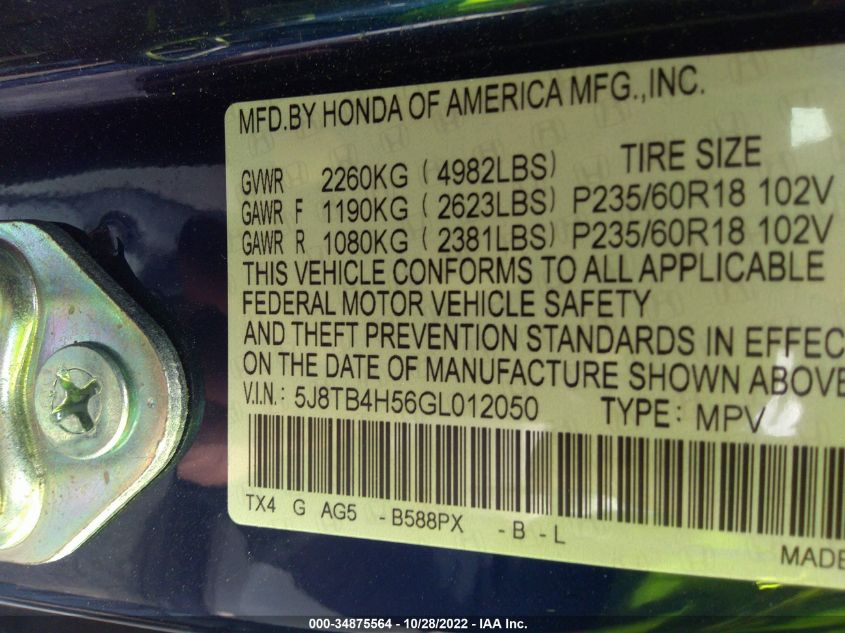 MFD.BY HONDA OF AMERICA MFG.,INC.
TIRE SIZE
GVWR 2260KG ( 4982LBS)
GAWR F 1190KG ( 2623LBS) P235/60R18 102V
GAWR R 1080KG ( 2381LBS) P235/60R18 102V
THIS VEHICLE CONFORMS TO ALL APPLICABLE
FEDERAL MOTOR VEHICLE SAFETY
AND THEFT PREVENTION STANDARDS IN EFFEC
ON THE DATE OF MANUFACTURE SHOWN ABOVE
V.I.N.: 5J8TB4H56GL012050 TYPE: MPV
TX4 G AG5 -B588PX -B -L
MADE
000-34875564 - 10/28/2022 - IAA Inc.